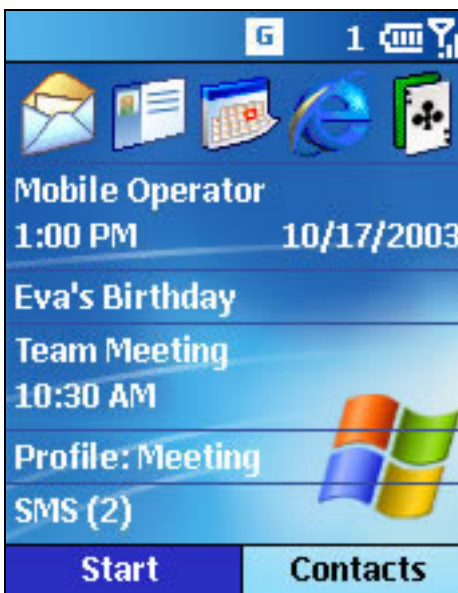 G 1
Mobile Operator
1:00 PM 10/17/2003
Eva's Birthday
Team Meeting
10:30 AM
Profile: Meeting
SMS (2)
Start Contacts